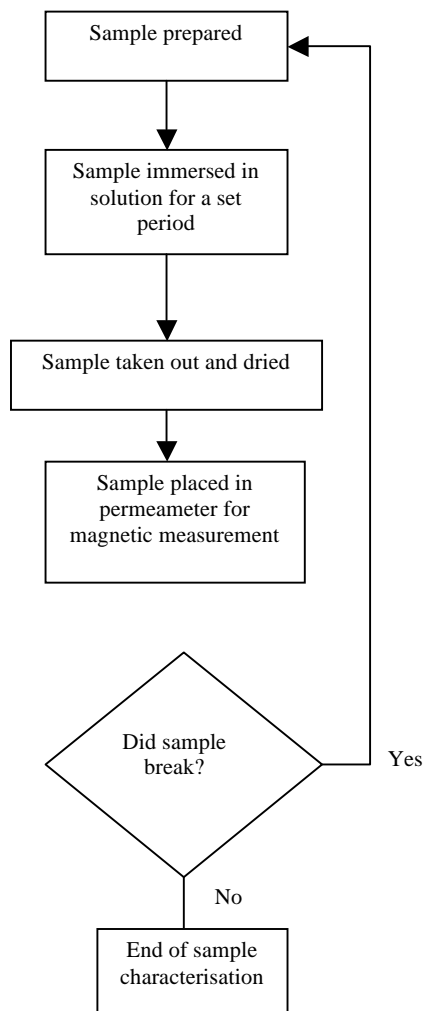 Sample prepared
Sample immersed in
solution for a set
period
Sample taken out and dried
Sample placed in
permeameter for
magnetic measurement
Did sample
break?
Yes
No
End of sample
characterisation